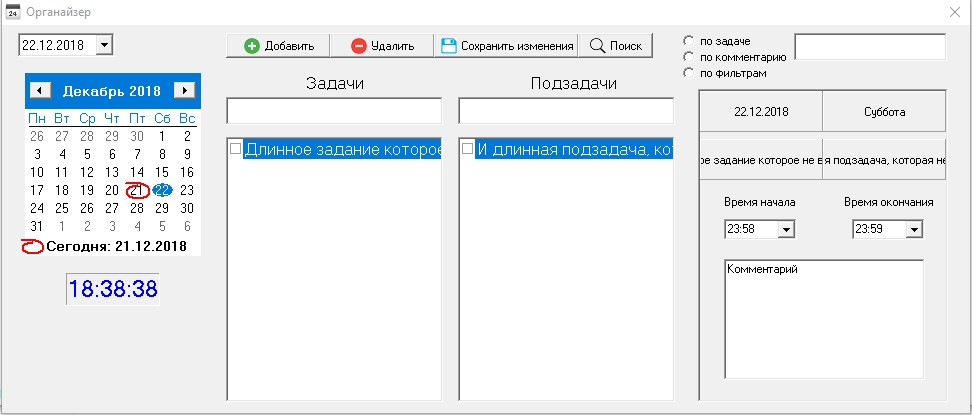 24 Органайзер
22.12.2018
Декабрь 2018
Пн Вт Ср Чт Пт Сб Вс
26 27 28 29 30 1 2
3 4 5 6 7 8 9
10 11 12 13 14 15 16
17 18 19 20 21 22 23
24 25 26 27 28 29 30
31 1 2 3 4 5 6
Сегодня: 21.12.2018
18:38:38
Добавить Удалить Сохранить изменения Поиск
Задачи
Длинное задание которое
Подзадачи
И длинная подзадача, кот
по задаче
по комментарию
по фильтрам
22.12.2018 Суббота
ое задание которое не в я подзадача, которая не
Время начала Время окончания
23:58 23:59
Комментарий